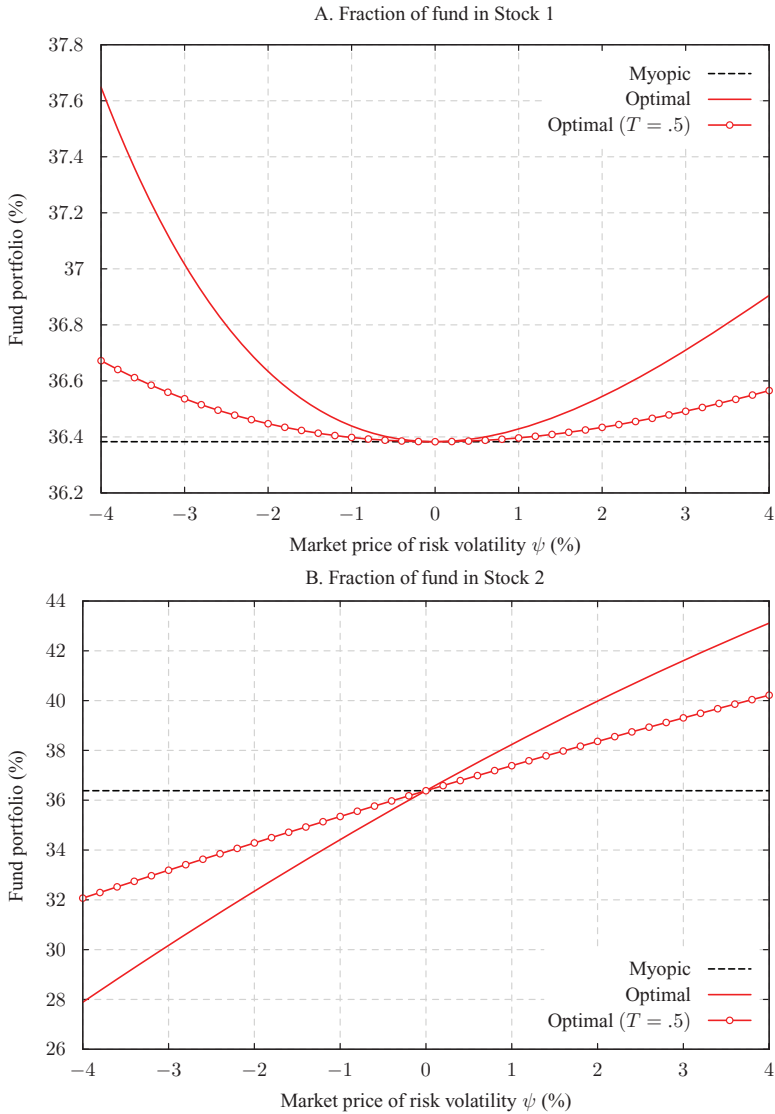 A. Fraction of fund in Stock 1
37.8
37.6
37.4
37.2
37
36.8
36.6
36.4
36.2
Fund portfolio (%)
Myopic
Optimal
Optimal (T = .5)
−4 −3 −2 −1 0 1 2 3 4
Market price of risk volatility ψ (%)
B. Fraction of fund in Stock 2
44
42
40
38
36
34
32
30
28
26
Fund portfolio (%)
Myopic
Optimal
Optimal (T = .5)
−4 −3 −2 −1 0 1 2 3 4
Market price of risk volatility ψ (%)